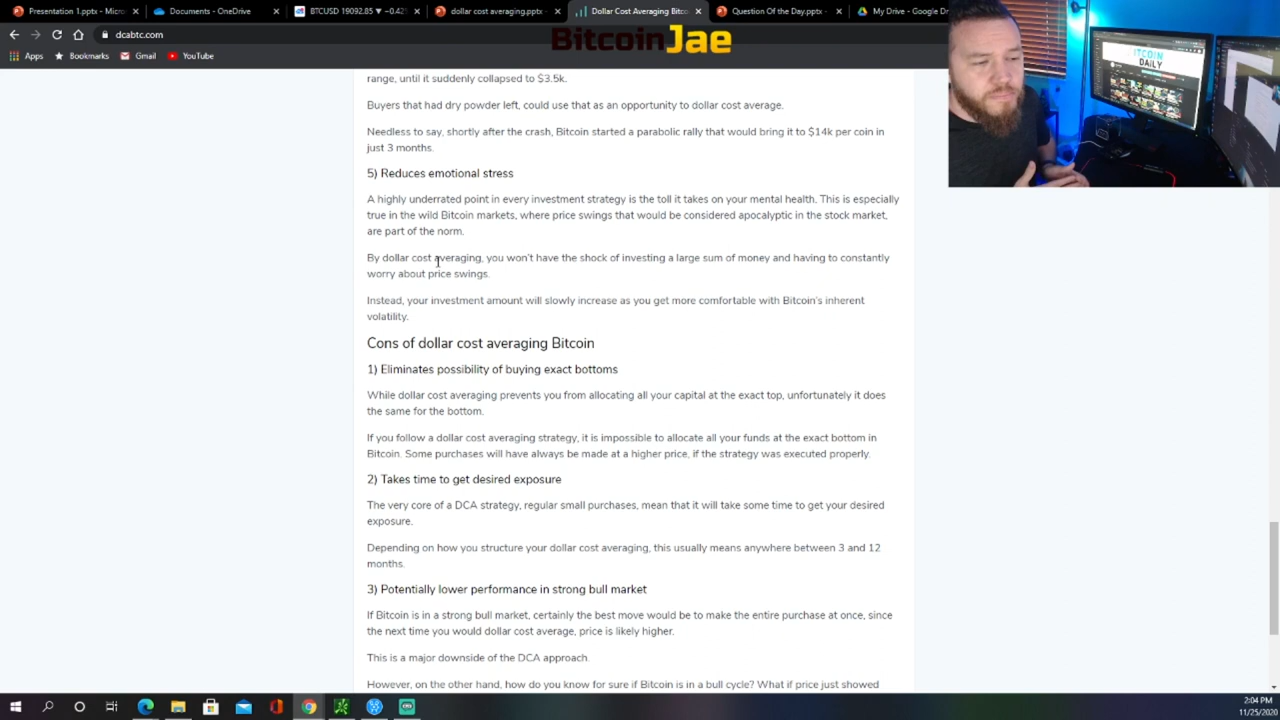 Presentation 1.pptx - Micro
Documents - OneDrive
BTCUSD 19092.85 ▼ −0.42
dollar cost averaging.pptx -
Dollar Cost Averaging Bitco
Question Of the Day.pptx -
My Drive - Google Dr
dcabtc.com
BitcoinJae
Apps
Bookmarks
Gmail
YouTube
ITCOIN
DAILY
range, until it suddenly collapsed to $3.5k.
Buyers that had dry powder left, could use that as an opportunity to dollar cost average.
Needless to say, shortly after the crash, Bitcoin started a parabolic rally that would bring it to $14k per coin in
just 3 months.
5) Reduces emotional stress
A highly underrated point in every investment strategy is the toll it takes on your mental health. This is especially
true in the wild Bitcoin markets, where price swings that would be considered apocalyptic in the stock market,
are part of the norm.
By dollar cost averaging, you won't have the shock of investing a large sum of money and having to constantly
worry about price swings.
Instead, your investment amount will slowly increase as you get more comfortable with Bitcoin's inherent
volatility.
Cons of dollar cost averaging Bitcoin
1) Eliminates possibility of buying exact bottoms
While dollar cost averaging prevents you from allocating all your capital at the exact top, unfortunately it does
the same for the bottom.
If you follow a dollar cost averaging strategy, it is impossible to allocate all your funds at the exact bottom in
Bitcoin. Some purchases will have always be made at a higher price, if the strategy was executed properly.
2) Takes time to get desired exposure
The very core of a DCA strategy, regular small purchases, mean that it will take some time to get your desired
exposure.
Depending on how you structure your dollar cost averaging, this usually means anywhere between 3 and 12
months.
3) Potentially lower performance in strong bull market
If Bitcoin is in a strong bull market, certainly the best move would be to make the entire purchase at once, since
the next time you would dollar cost average, price is likely higher.
This is a major downside of the DCA approach.
However, on the other hand, how do you know for sure if Bitcoin is in a bull cycle? What if price just showed
2:04 PM
11/25/2020